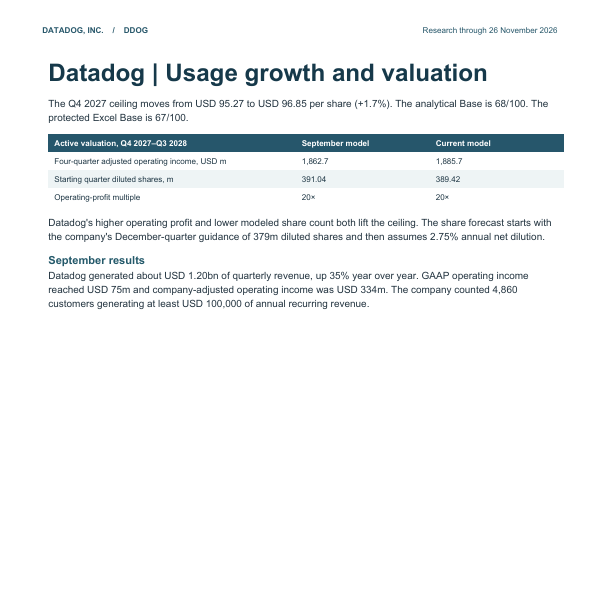 DATADOG, INC. / DDOG
Research through 26 November 2026
Datadog | Usage growth and valuation
The Q4 2027 ceiling moves from USD 95.27 to USD 96.85 per share (+1.7%). The analytical Base is 68/100. The
protected Excel Base is 67/100.
Active valuation, Q4 2027–Q3 2028 September model Current model
Four-quarter adjusted operating income, USD m 1,862.7 1,885.7
Starting quarter diluted shares, m 391.04 389.42
Operating-profit multiple 20× 20×
Datadog's higher operating profit and lower modeled share count both lift the ceiling. The share forecast starts with
the company's December-quarter guidance of 379m diluted shares and then assumes 2.75% annual net dilution.
September results
Datadog generated about USD 1.20bn of quarterly revenue, up 35% year over year. GAAP operating income
reached USD 75m and company-adjusted operating income was USD 334m. The company counted 4,860
customers generating at least USD 100,000 of annual recurring revenue.